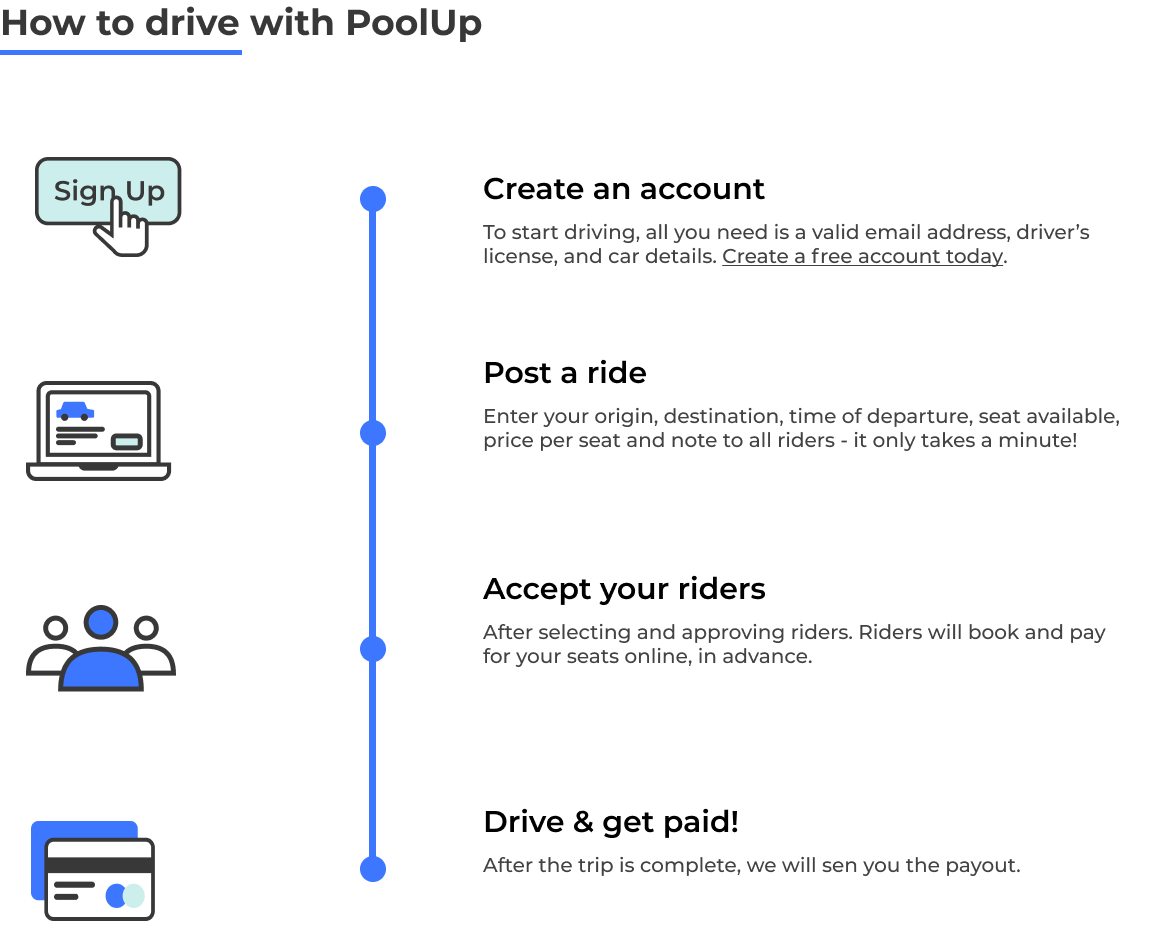 How to drive with PoolUp
Sign Up
Create an account
To start driving, all you need is a valid email address, driver’s
license, and car details. Create a free account today.
Post a ride
Enter your origin, destination, time of departure, seat available,
price per seat and note to all riders - it only takes a minute!
Accept your riders
After selecting and approving riders. Riders will book and pay
for your seats online, in advance.
Drive & get paid!
After the trip is complete, we will sen you the payout.